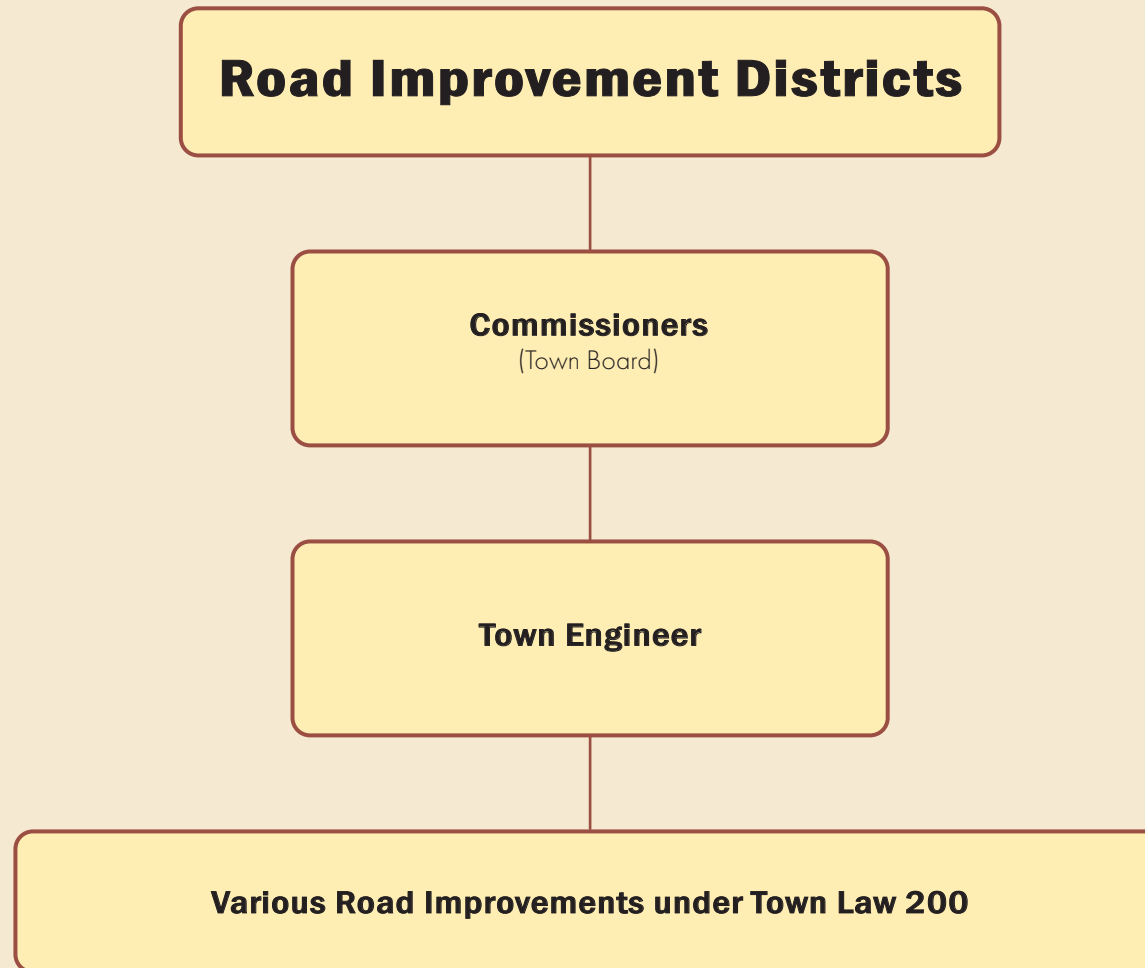 Road Improvement Districts
Commissioners
(Town Board)
Town Engineer
Various Road Improvements under Town Law 200